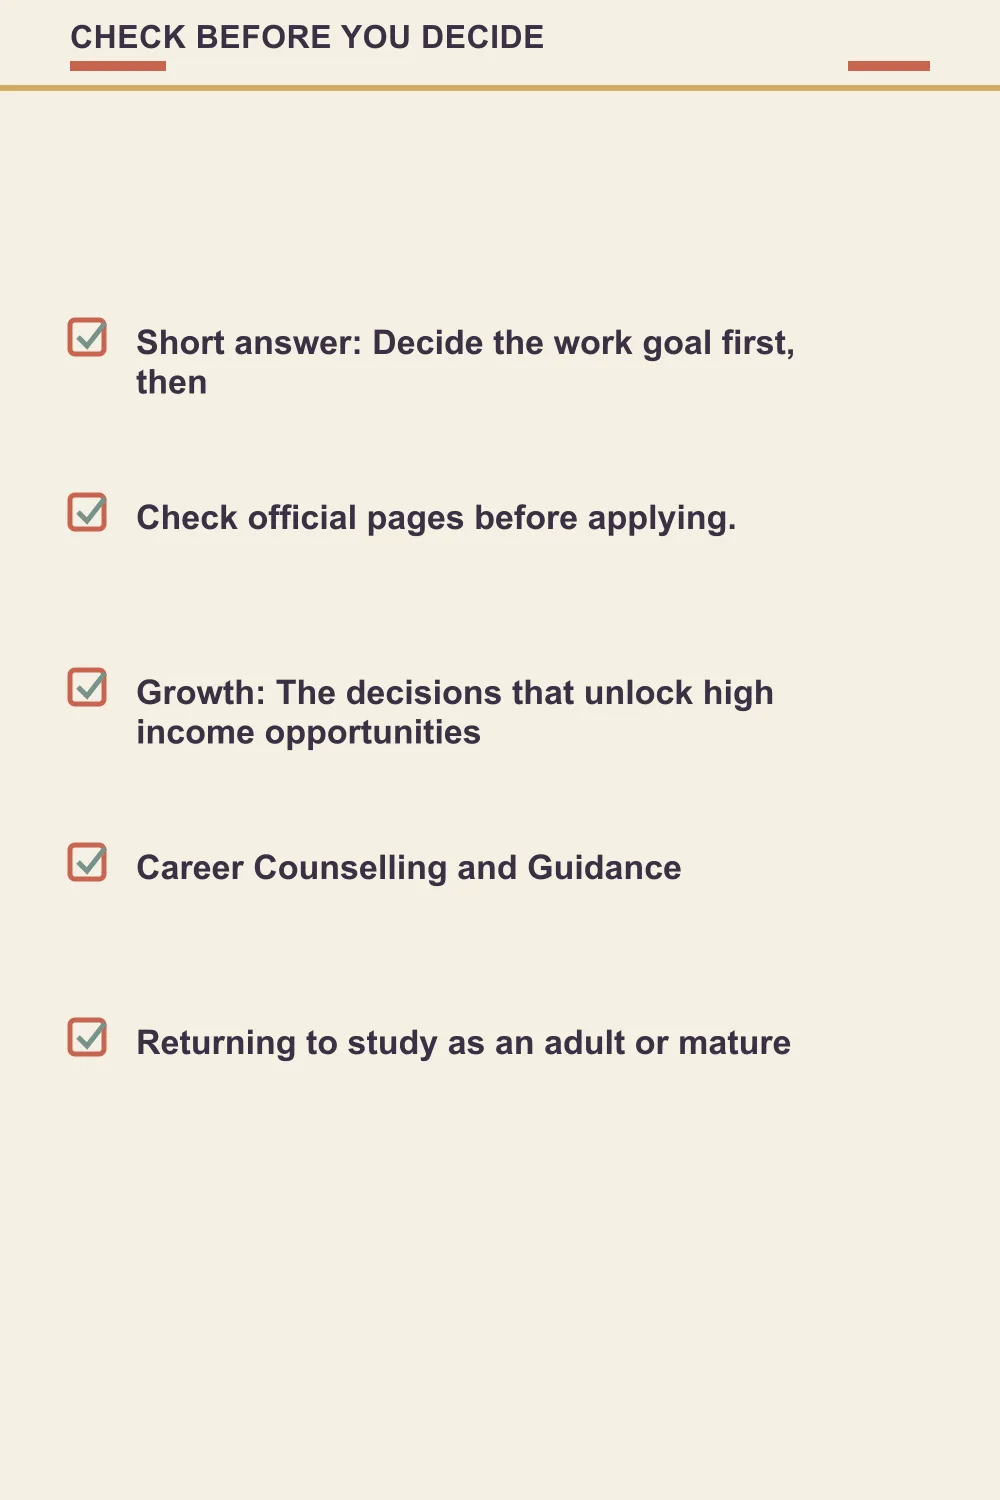 CHECK BEFORE YOU DECIDE
Short answer: Decide the work goal first,
then
Check official pages before applying.
Growth: The decisions that unlock high
income opportunities
Career Counselling and Guidance
Returning to study as an adult or mature